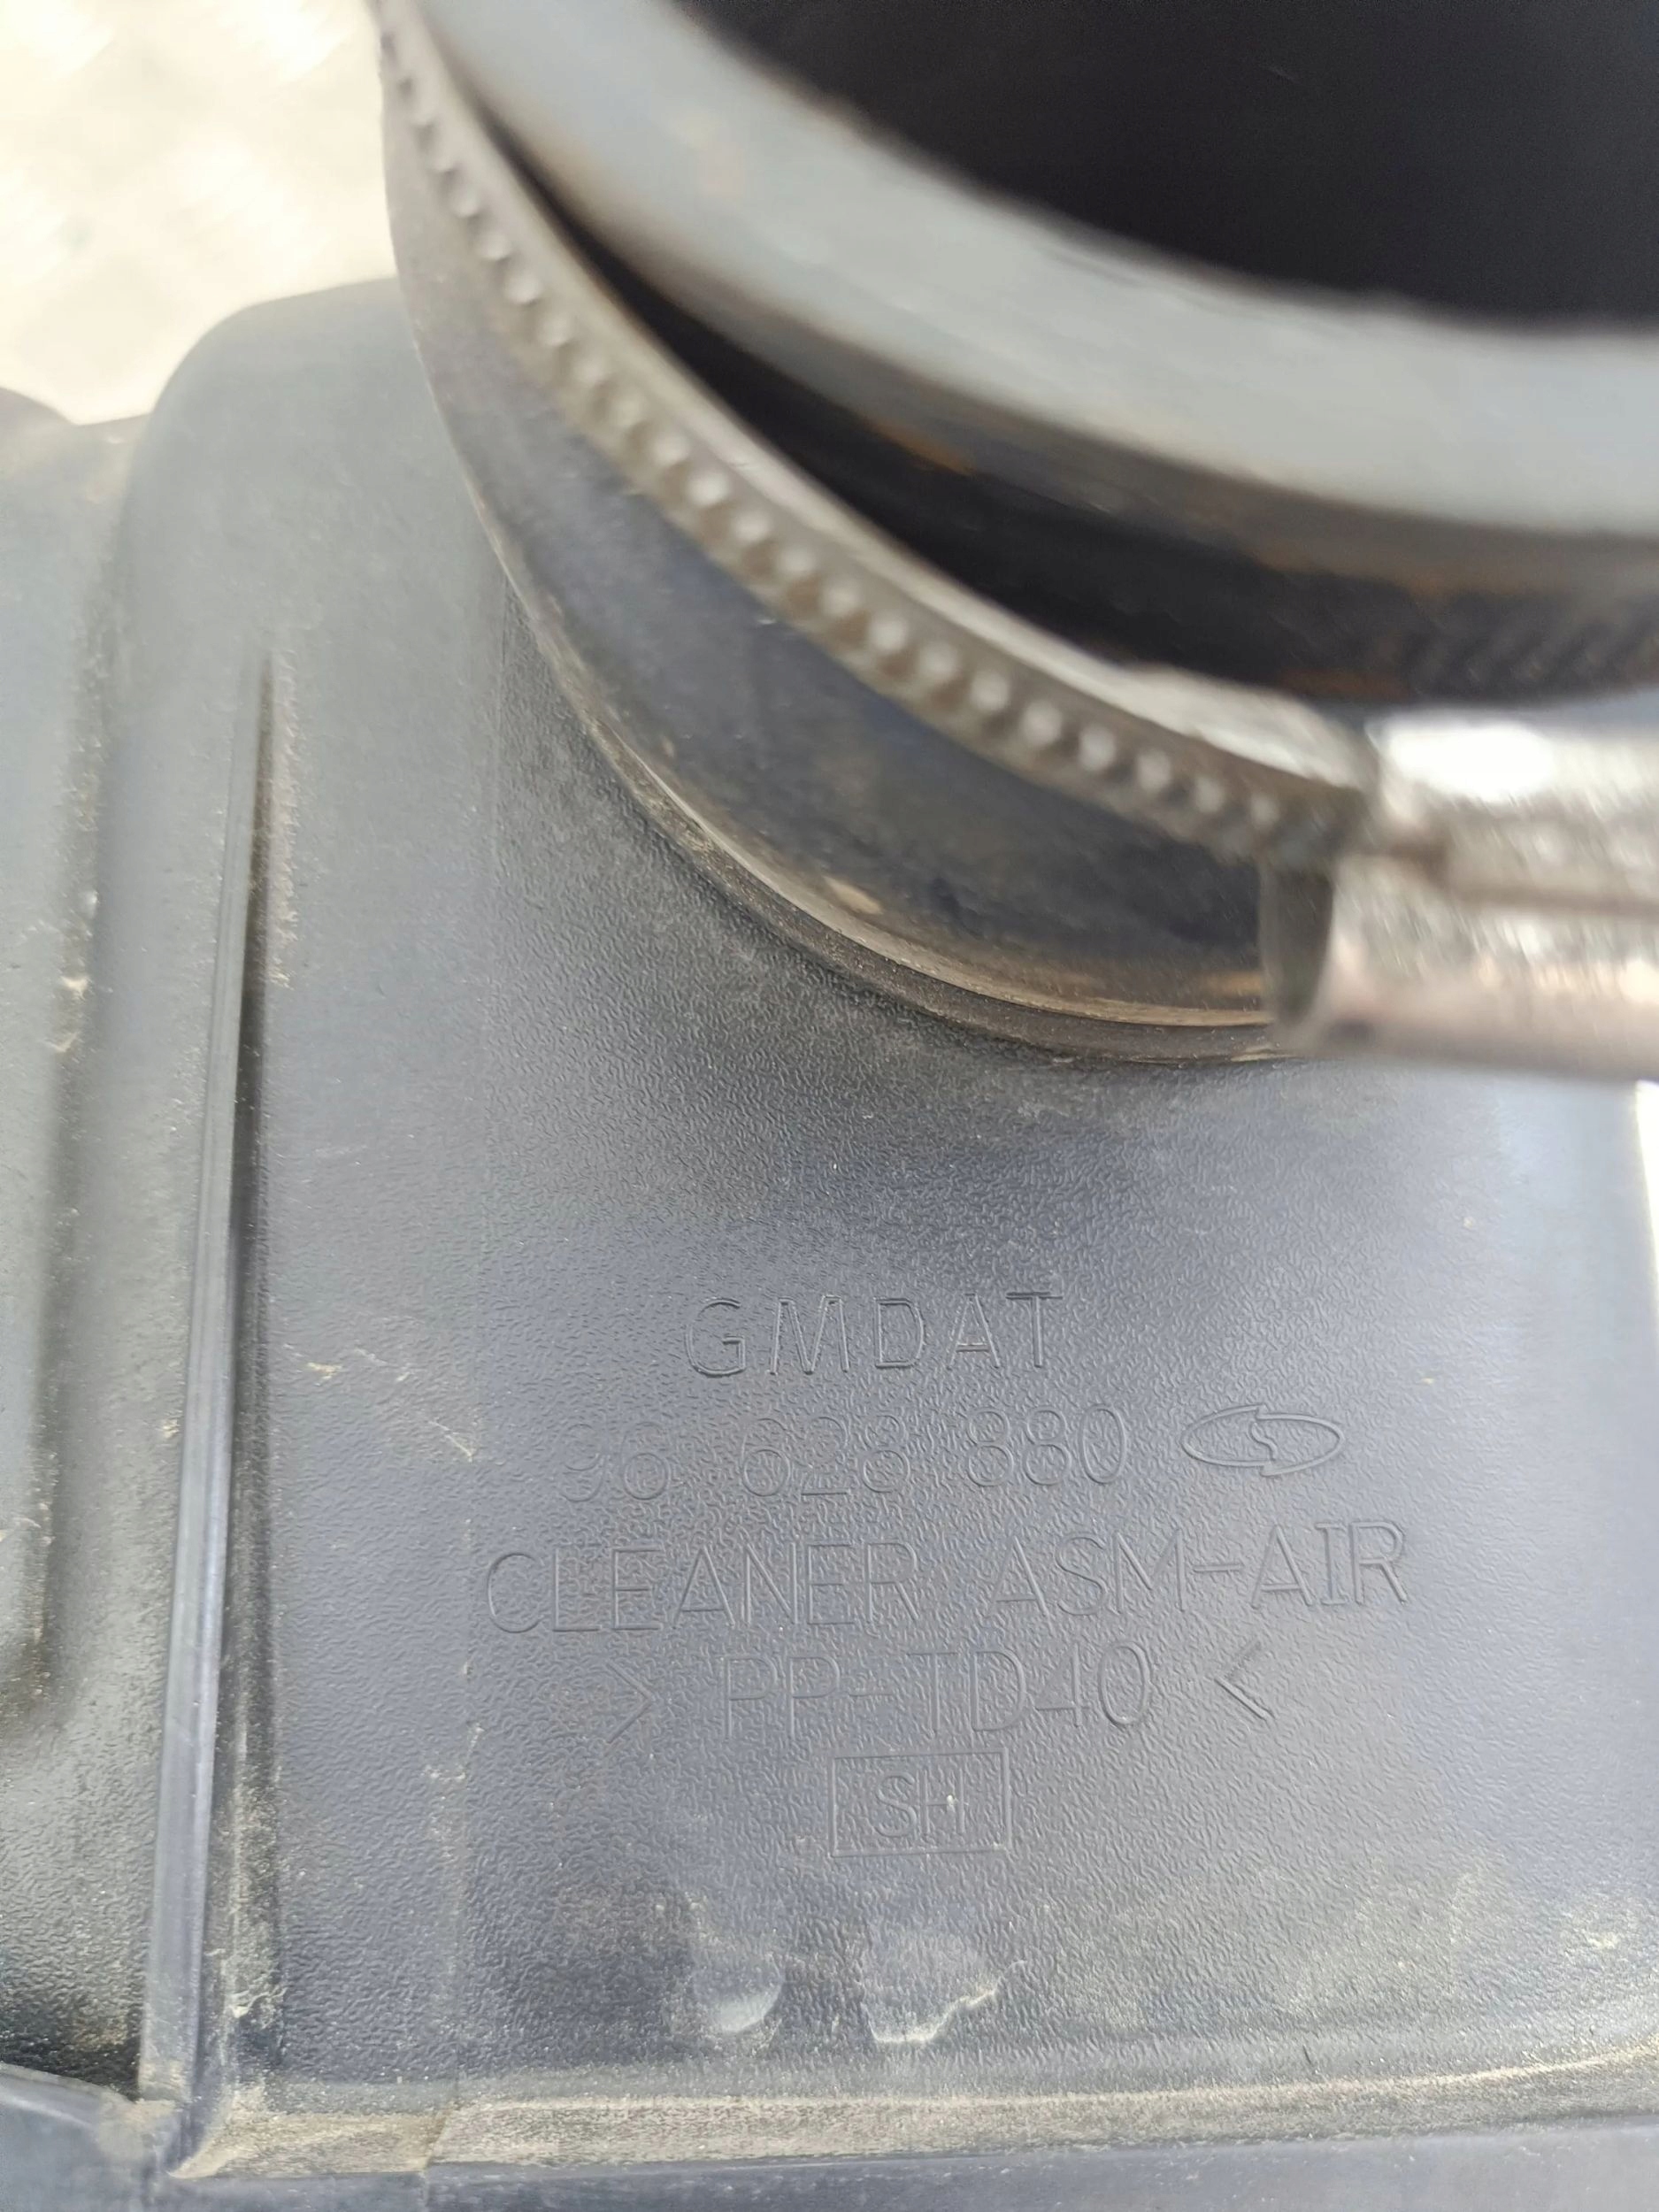 GMDAT
96 628 880
CLEANER ASM-AIR
> PP-TD40 <
SH